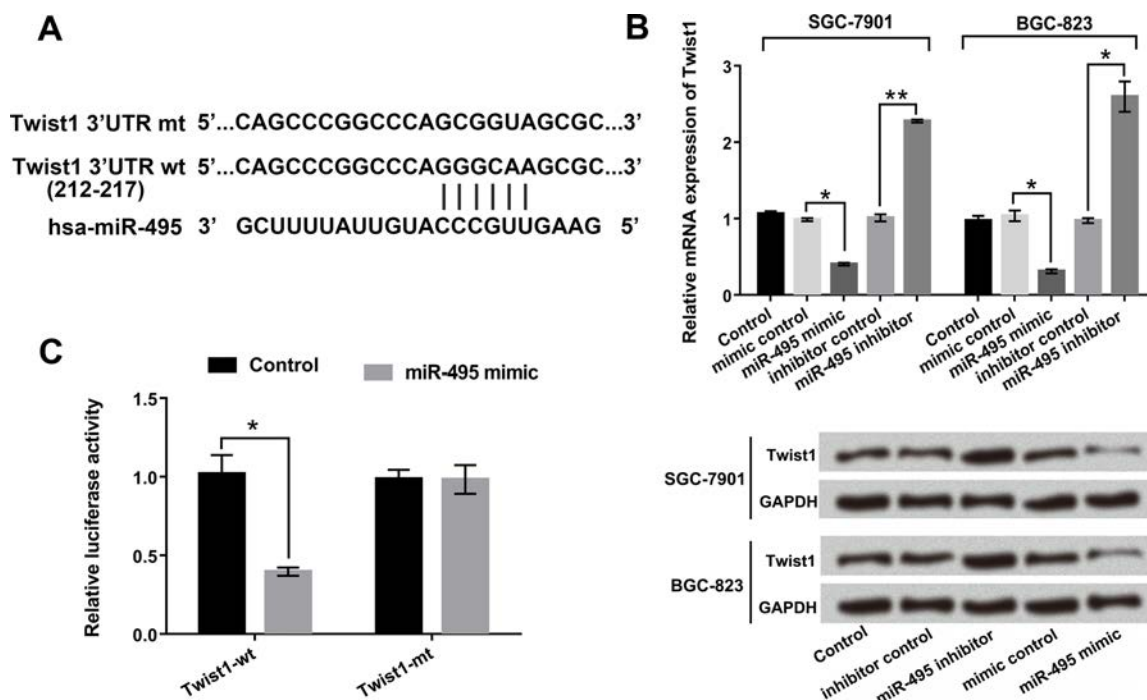 A
Twist1 3’UTR mt 5’...CAGCCCGGCCCAGCGGUAGCGC...3’
Twist1 3’UTR wt 5’...CAGCCCGGCCCAGGGCAAGCGC...3’
(212-217)
hsa-miR-495 3’ GCUUUUAUUGUACCCGUUGAAG 5’
B
SGC-7901 BGC-823
Relative mRNA expression of Twist1
3
2
1
0
** *
* *
Control mimic control miR-495 mimic inhibitor control miR-495 inhibitor Control mimic control miR-495 mimic inhibitor control miR-495 inhibitor
C
Control miR-495 mimic
Relative luciferase activity
1.5
1.0
0.5
0.0
*
Twist1-wt Twist1-mt
SGC-7901
Twist1
GAPDH
BGC-823
Twist1
GAPDH
Control inhibitor control miR-495 inhibitor mimic control miR-495 mimic